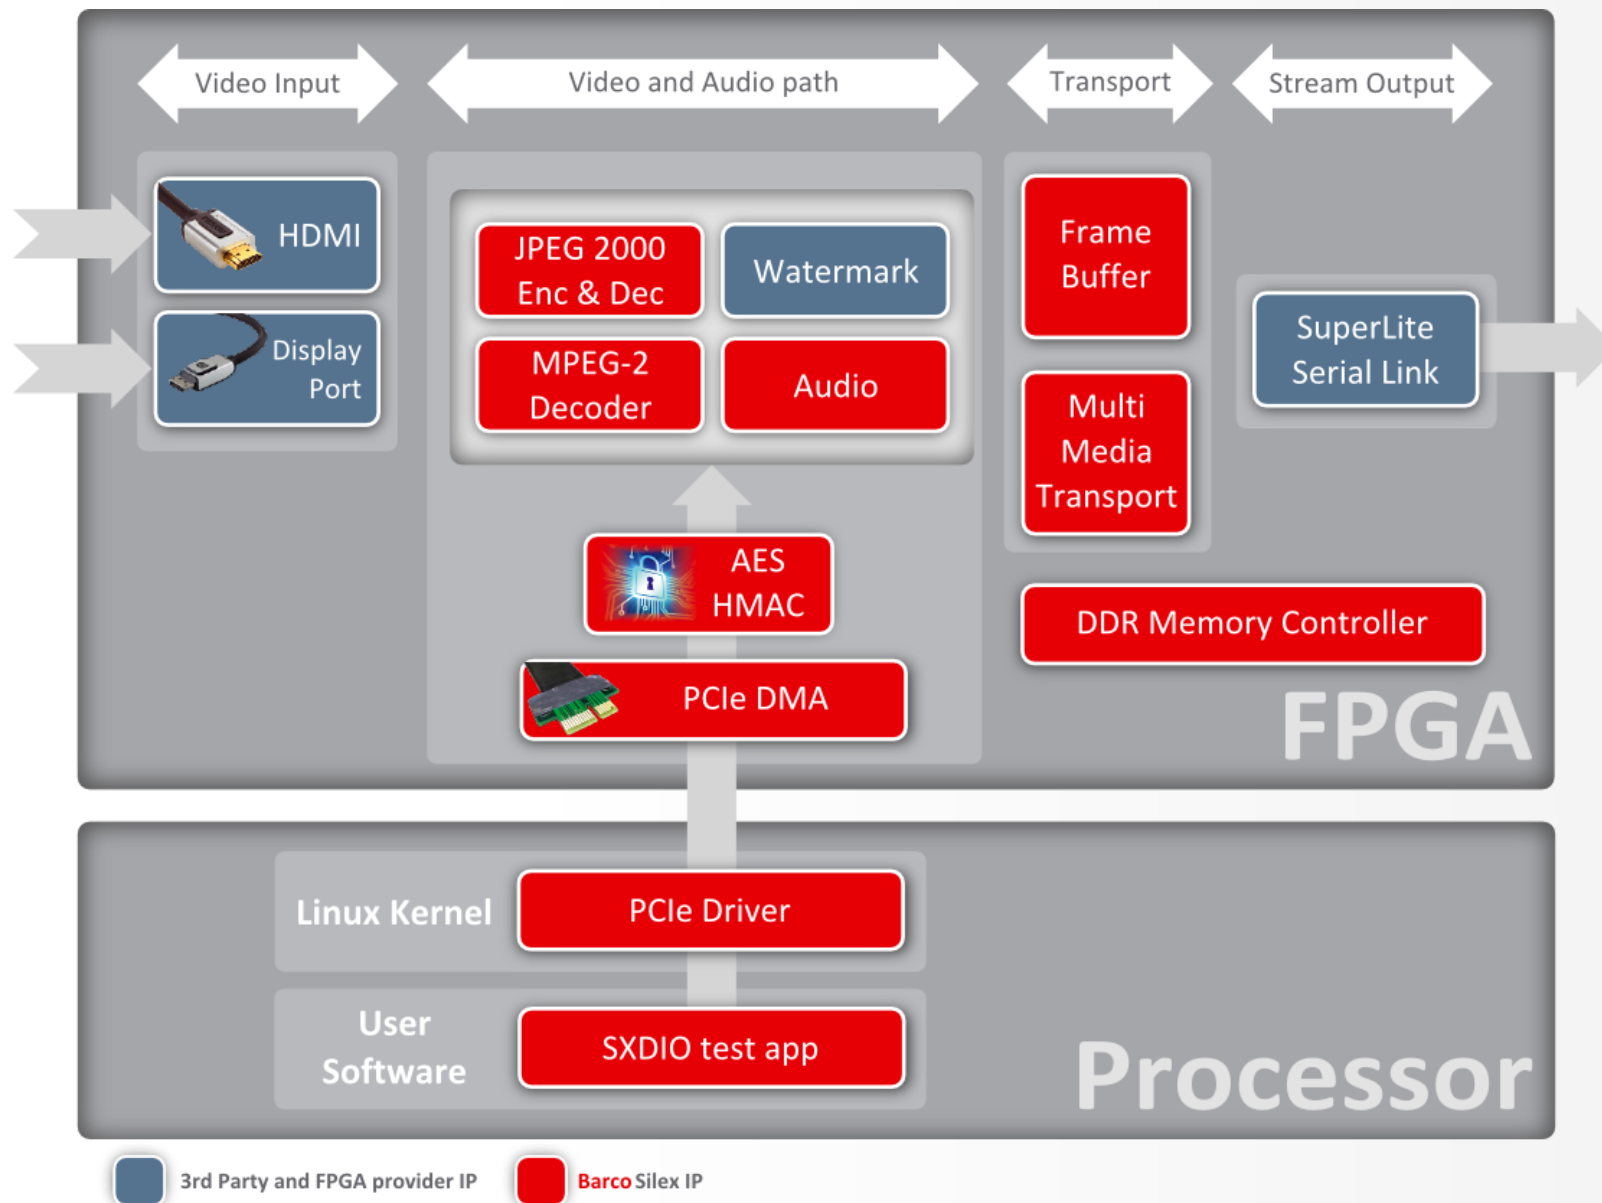 Video Input
Video and Audio path
Transport
Stream Output
HDMI
Display
Port
JPEG 2000
Enc & Dec
Watermark
MPEG-2
Decoder
Audio
Frame
Buffer
Multi
Media
Transport
SuperLite
Serial Link
AES
HMAC
DDR Memory Controller
PCIe DMA
FPGA
Linux Kernel
PCIe Driver
User
Software
SXDIO test app
Processor
3rd Party and FPGA provider IP
Barco Silex IP